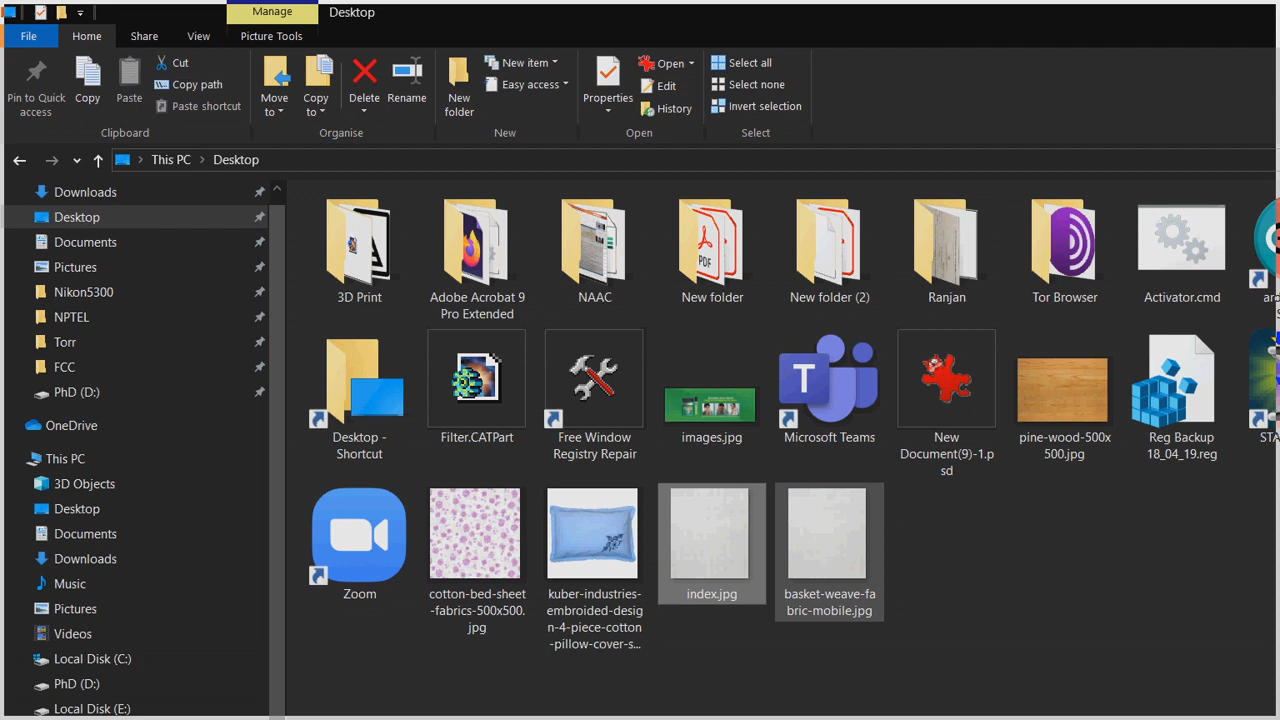 Manage
Desktop
File
Home
Share
View
Picture Tools
Pin to Quick
access
Copy
Paste
Cut
Copy path
Paste shortcut
Clipboard
Move
to
Copy
to
Delete
Rename
Organise
New
folder
New item
Easy access
New
Properties
Open
Edit
History
Open
Select all
Select none
Invert selection
Select
This PC
Desktop
Downloads
Desktop
Documents
Pictures
Nikon5300
NPTEL
Torr
FCC
PhD (D:)
OneDrive
This PC
3D Objects
Desktop
Documents
Downloads
Music
Pictures
Videos
Local Disk (C:)
PhD (D:)
Local Disk (E:)
3D Print
Adobe Acrobat 9
Pro Extended
NAAC
PDF
New folder
New folder (2)
Ranjan
Tor Browser
Activator.cmd
Desktop -
Shortcut
Filter.CATPart
Free Window
Registry Repair
images.jpg
T
Microsoft Teams
New
Document(9)-1.p
sd
pine-wood-500x
500.jpg
Reg Backup
18_04_19.reg
STA
Zoom
cotton-bed-sheet
-fabrics-500x500.
jpg
kuber-industries-
embroided-desig
n-4-piece-cotton
-pillow-cover-s...
index.jpg
basket-weave-fa
bric-mobile.jpg